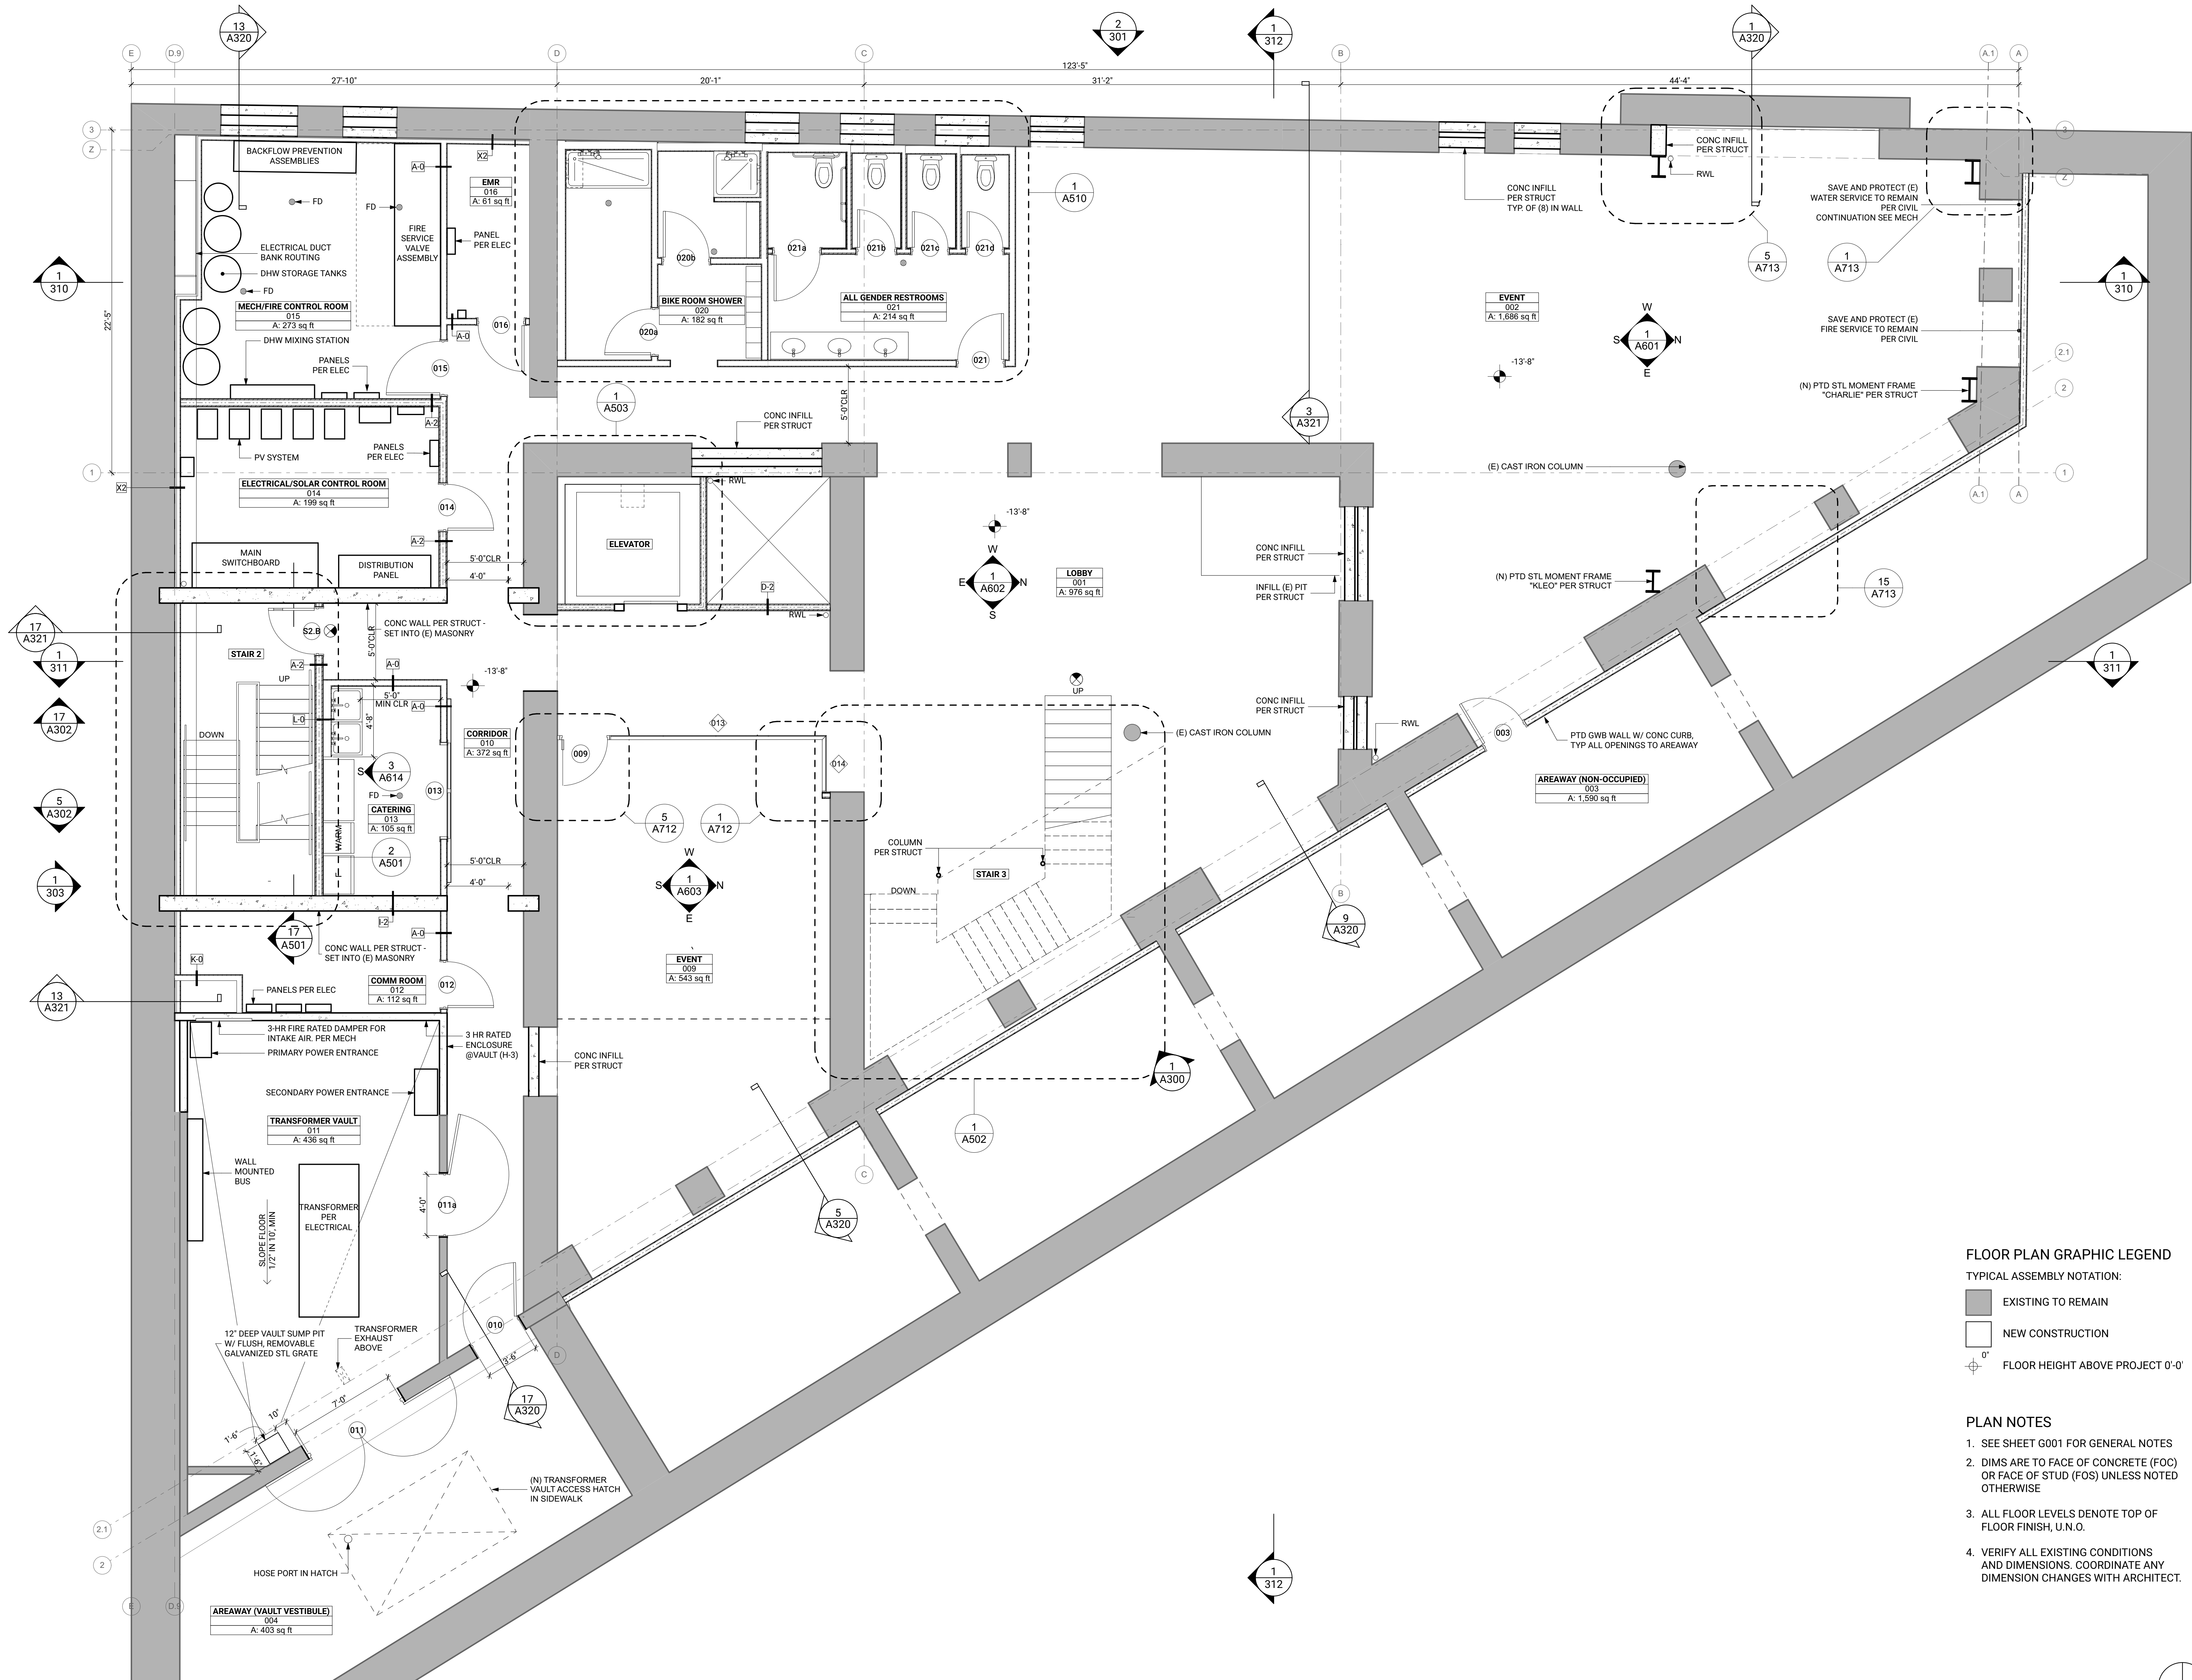 13
A320
2
301
1
312
1
A320
E
D.9
D
C
B
A.1
A
123'-5"
27'-10"
20'-1"
31'-2"
44'-4"
3
Z
3
Z
BACKFLOW PREVENTION
ASSEMBLIES
A-0
X2
EMR
016
A: 61 sq ft
FD
FD
FIRE
SERVICE
VALVE
ASSEMBLY
PANEL
PER ELEC
ELECTRICAL DUCT
BANK ROUTING
DHW STORAGE TANKS
FD
MECH/FIRE CONTROL ROOM
015
A: 273 sq ft
DHW MIXING STATION
PANELS
PER ELEC
A-0
016
015
1
310
22'-5"
020b
020a
BIKE ROOM SHOWER
020
A: 182 sq ft
021a
021b
021c
021d
ALL GENDER RESTROOMS
021
A: 214 sq ft
021
1
A510
CONC INFILL
PER STRUCT
TYP. OF (8) IN WALL
CONC INFILL
PER STRUCT
RWL
SAVE AND PROTECT (E)
WATER SERVICE TO REMAIN
PER CIVIL
CONTINUATION SEE MECH
5
A713
1
A713
1
310
EVENT
002
A: 1,686 sq ft
W
S
1
A601
N
E
-13'-8"
SAVE AND PROTECT (E)
FIRE SERVICE TO REMAIN
PER CIVIL
2.1
2
(N) PTD STL MOMENT FRAME
"CHARLIE" PER STRUCT
1
A503
CONC INFILL
PER STRUCT
5'-0"CLR
3
A321
A-2
PV SYSTEM
PANELS
PER ELEC
1
X2
ELECTRICAL/SOLAR CONTROL ROOM
014
A: 199 sq ft
014
A-2
MAIN
SWITCHBOARD
DISTRIBUTION
PANEL
5'-0"CLR
4'-0"
RWL
ELEVATOR
D-2
RWL
-13'-8"
W
E
1
A602
N
S
LOBBY
001
A: 976 sq ft
CONC INFILL
PER STRUCT
INFILL (E) PIT
PER STRUCT
(E) CAST IRON COLUMN
1
A.1
A
(N) PTD STL MOMENT FRAME
"KLEO" PER STRUCT
15
A713
17
A321
1
311
17
A302
5
A302
1
303
S2.B
STAIR 2
A-2
UP
L-0
DOWN
CONC WALL PER STRUCT -
SET INTO (E) MASONRY
5'-0"CLR
A-0
5'-0"
MIN CLR
4'-8"
A-0
-13'-8"
CORRIDOR
010
A: 372 sq ft
S
3
A614
FD
013
CATERING
013
A: 105 sq ft
WARM
2
A501
5'-0"CLR
4'-0"
I-2
A-0
17
A501
CONC WALL PER STRUCT -
SET INTO (E) MASONRY
009
013
014
5
A712
1
A712
W
S
1
A603
N
E
EVENT
009
A: 543 sq ft
UP
(E) CAST IRON COLUMN
COLUMN
PER STRUCT
STAIR 3
DOWN
CONC INFILL
PER STRUCT
RWL
003
PTD GWB WALL W/ CONC CURB,
TYP ALL OPENINGS TO AREAWAY
AREAWAY (NON-OCCUPIED)
003
A: 1,590 sq ft
1
311
B
9
A320
K-0
13
A321
COMM ROOM
012
A: 112 sq ft
012
PANELS PER ELEC
3-HR FIRE RATED DAMPER FOR
INTAKE AIR. PER MECH
PRIMARY POWER ENTRANCE
3 HR RATED
ENCLOSURE
@VAULT (H-3)
CONC INFILL
PER STRUCT
SECONDARY POWER ENTRANCE
1
A300
1
A502
C
TRANSFORMER VAULT
011
A: 436 sq ft
WALL
MOUNTED
BUS
TRANSFORMER
PER
ELECTRICAL
SLOPE FLOOR
1/2" IN 10', MIN
4'-0"
011a
5
A320
12" DEEP VAULT SUMP PIT
W/ FLUSH, REMOVABLE
GALVANIZED STL GRATE
TRANSFORMER
EXHAUST
ABOVE
010
3'-6"
D
17
A320
7'-0"
10"
1'-6"
1'-6"
011
(N) TRANSFORMER
VAULT ACCESS HATCH
IN SIDEWALK
2.1
2
HOSE PORT IN HATCH
E
D.9
AREAWAY (VAULT VESTIBULE)
004
A: 403 sq ft
1
312
FLOOR PLAN GRAPHIC LEGEND
TYPICAL ASSEMBLY NOTATION:
EXISTING TO REMAIN
NEW CONSTRUCTION
0"
FLOOR HEIGHT ABOVE PROJECT 0'-0'
PLAN NOTES
1. SEE SHEET G001 FOR GENERAL NOTES
2. DIMS ARE TO FACE OF CONCRETE (FOC)
OR FACE OF STUD (FOS) UNLESS NOTED
OTHERWISE
3. ALL FLOOR LEVELS DENOTE TOP OF
FLOOR FINISH, U.N.O.
4. VERIFY ALL EXISTING CONDITIONS
AND DIMENSIONS. COORDINATE ANY
DIMENSION CHANGES WITH ARCHITECT.